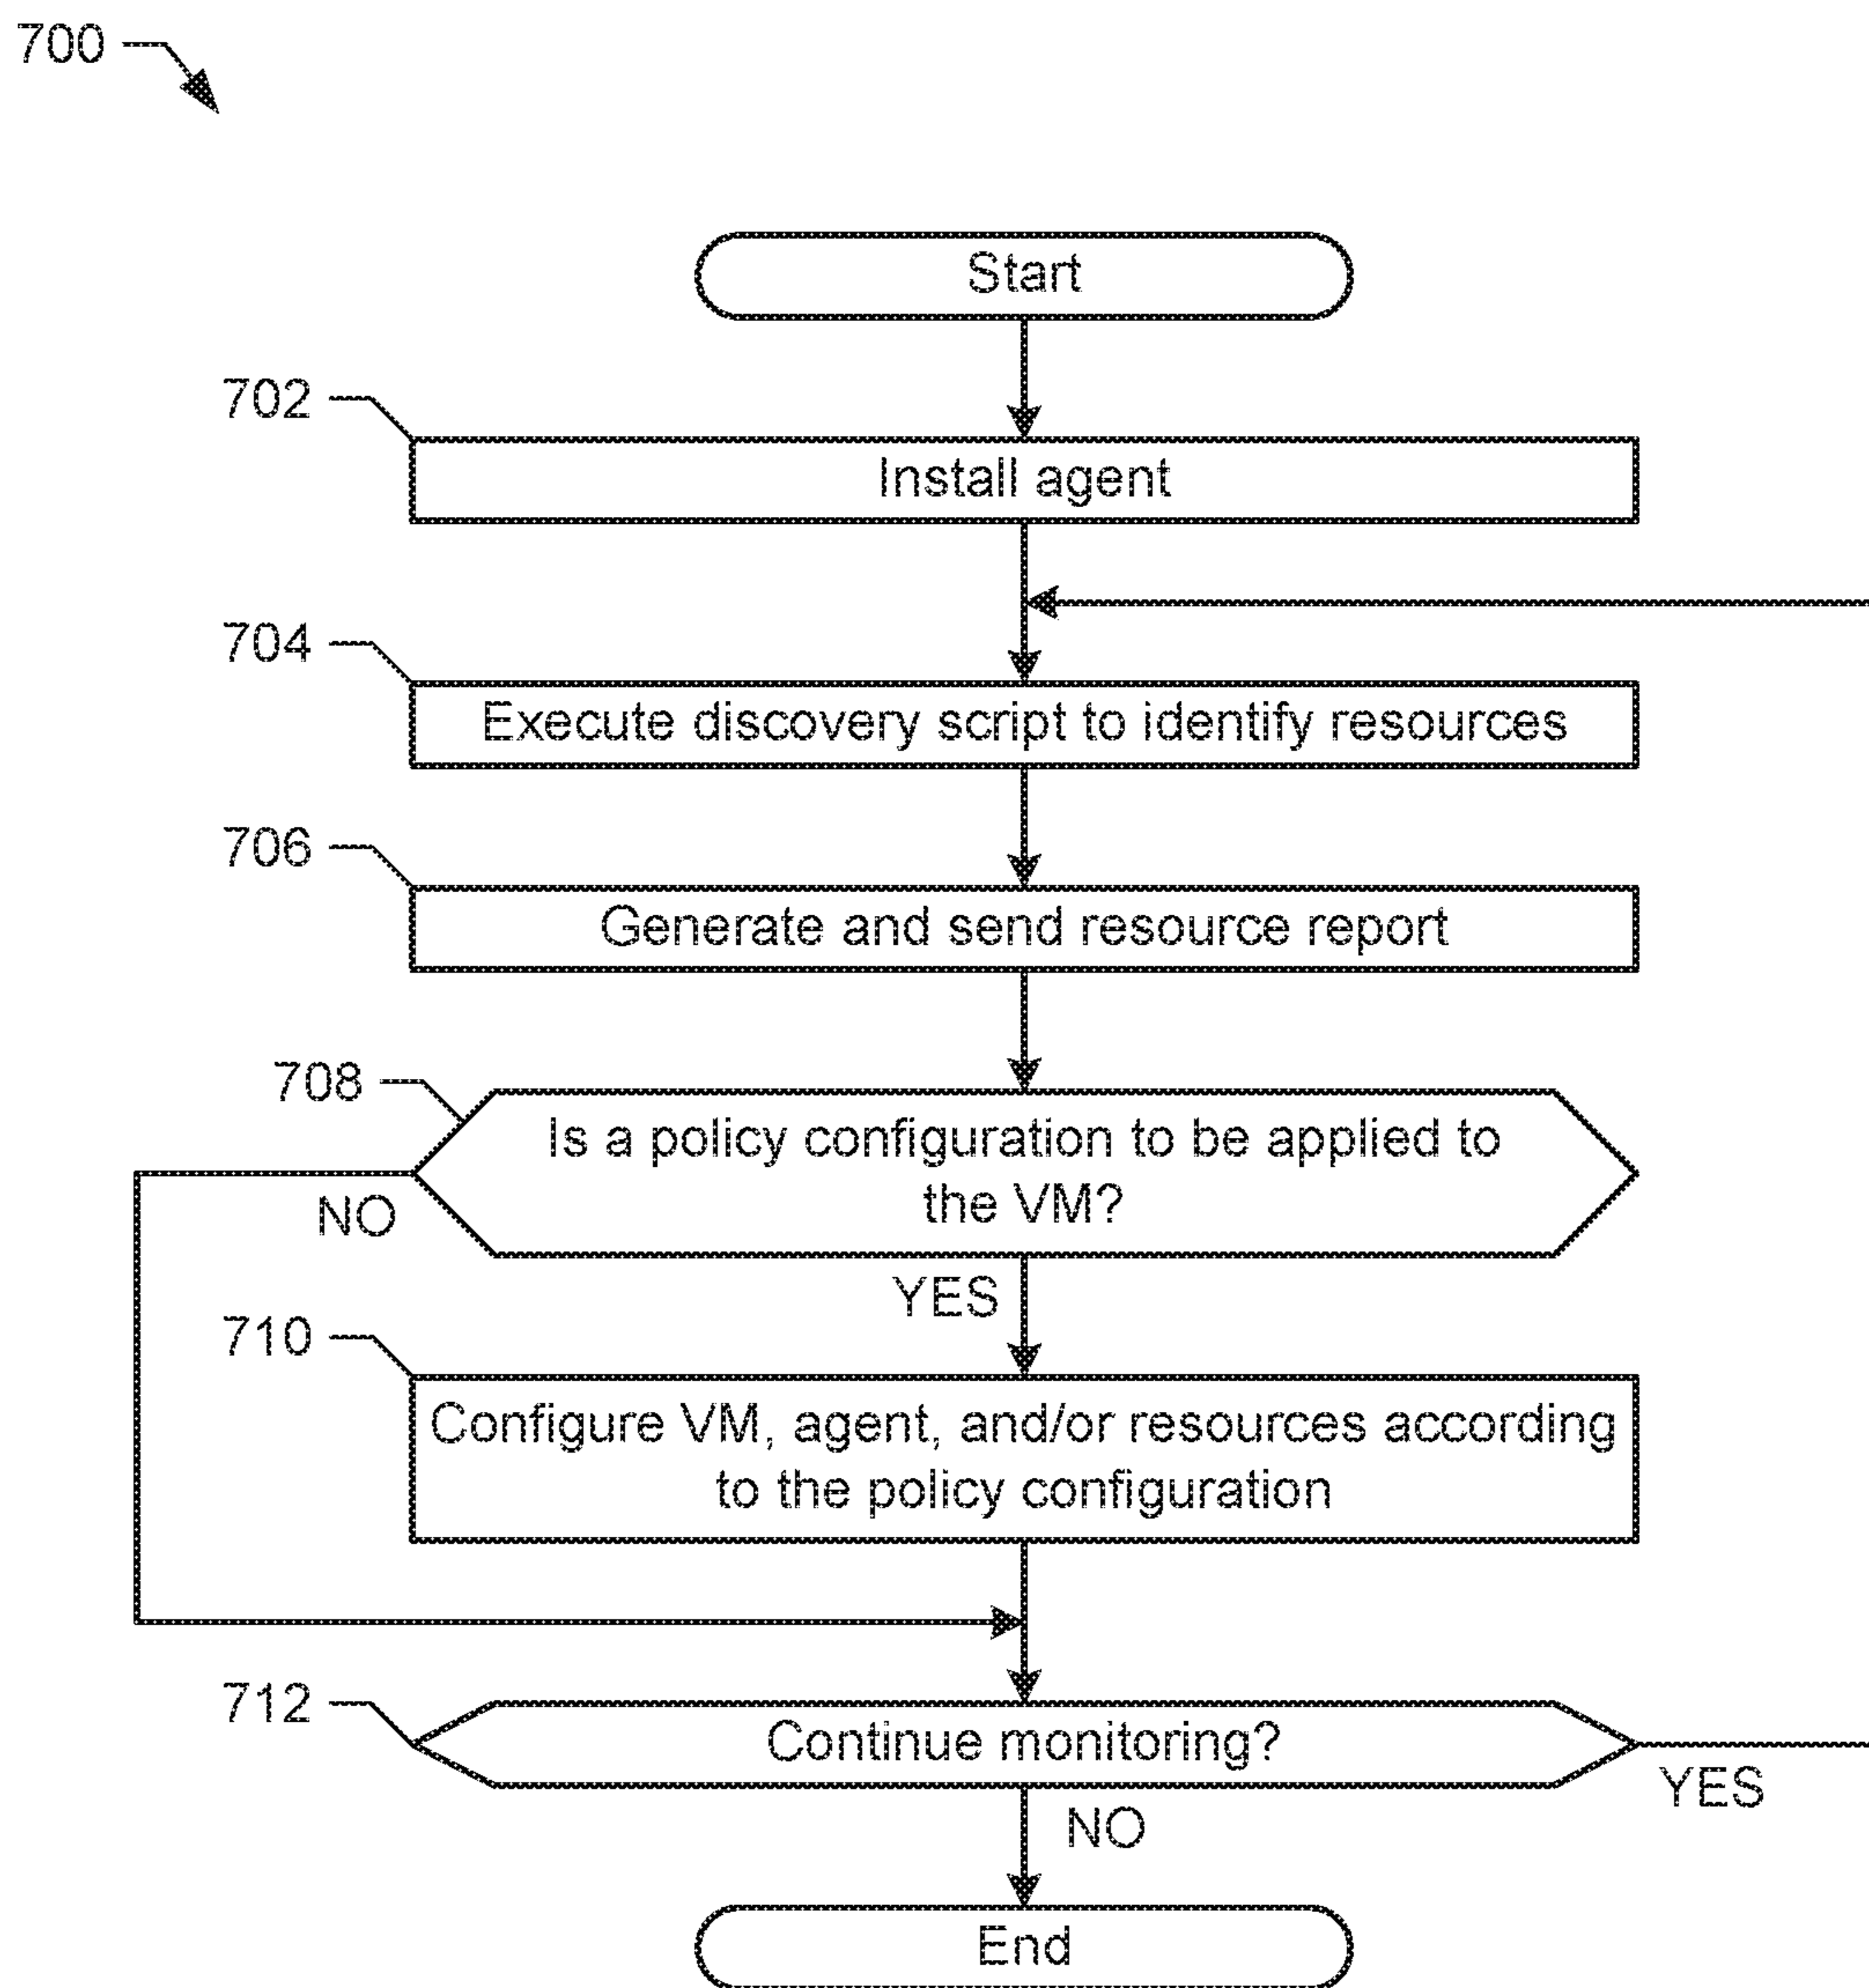 700
Start
702
Install agent
704
Execute discovery script to identify resources
706
Generate and send resource report
708
Is a policy configuration to be applied to
the VM?
NO
YES
710
Configure VM, agent, and/or resources according
to the policy configuration
712
Continue monitoring?
YES
NO
End